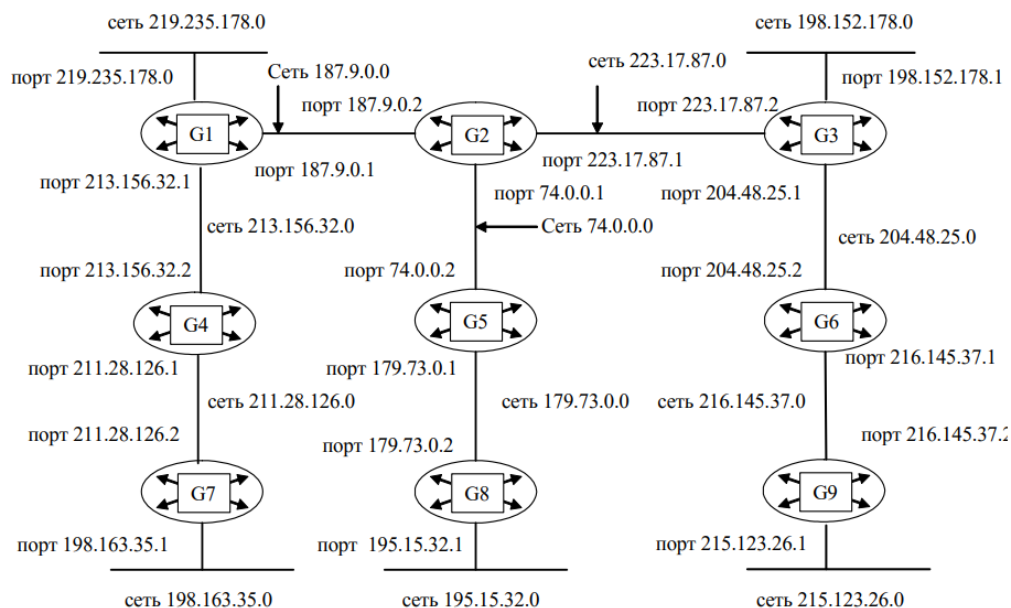 сеть 219.235.178.0
сеть 198.152.178.0
порт 219.235.178.0
Сеть 187.9.0.0
сеть 223.17.87.0
порт 198.152.178.1
порт 187.9.0.2
порт 223.17.87.2
G1
G2
G3
порт 187.9.0.1
порт 223.17.87.1
порт 213.156.32.1
порт 74.0.0.1
порт 204.48.25.1
сеть 213.156.32.0
Сеть 74.0.0.0
сеть 204.48.25.0
порт 213.156.32.2
порт 74.0.0.2
порт 204.48.25.2
G4
G5
G6
порт 211.28.126.1
порт 179.73.0.1
порт 216.145.37.1
сеть 211.28.126.0
сеть 179.73.0.0
сеть 216.145.37.0
порт 211.28.126.2
порт 179.73.0.2
порт 216.145.37.2
G7
G8
G9
порт 198.163.35.1
порт 195.15.32.1
порт 215.123.26.1
сеть 198.163.35.0
сеть 195.15.32.0
сеть 215.123.26.0